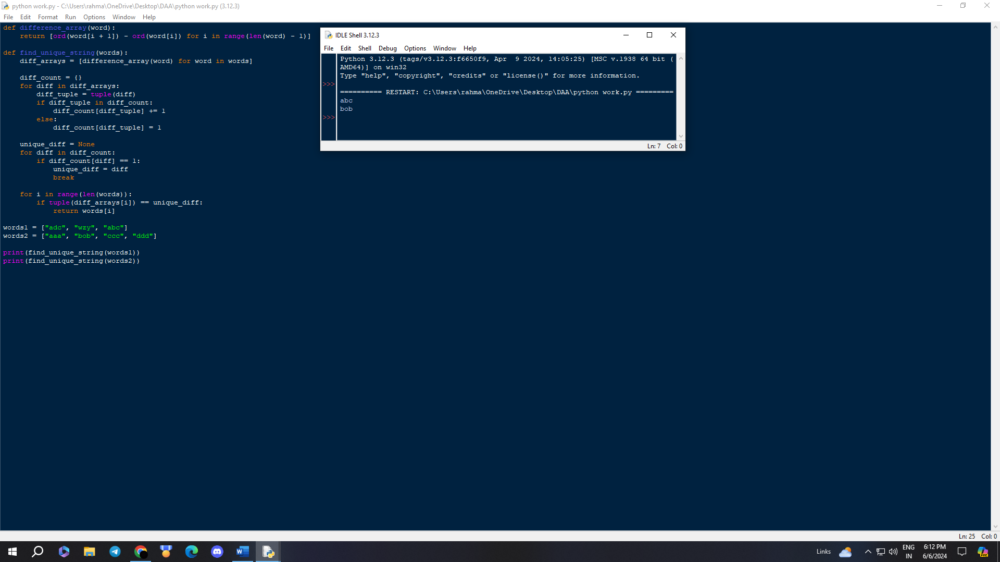 python work.py - C:\Users\rahma\OneDrive\Desktop\DAA\python work.py (3.12.3)
File Edit Format Run Options Window Help
def difference_array(word):
    return [ord(word[i + 1]) - ord(word[i]) for i in range(len(word) - 1)]
def find_unique_string(words):
    diff_arrays = [difference_array(word) for word in words]
    diff_count = {}
    for diff in diff_arrays:
        diff_tuple = tuple(diff)
        if diff_tuple in diff_count:
            diff_count[diff_tuple] += 1
        else:
            diff_count[diff_tuple] = 1
    unique_diff = None
    for diff in diff_count:
        if diff_count[diff] == 1:
            unique_diff = diff
            break
    for i in range(len(words)):
        if tuple(diff_arrays[i]) == unique_diff:
            return words[i]
words1 = ["adc", "wzy", "abc"]
words2 = ["aaa", "bob", "ccc", "ddd"]
print(find_unique_string(words1))
print(find_unique_string(words2))
IDLE Shell 3.12.3
File Edit Shell Debug Options Window Help
Python 3.12.3 (tags/v3.12.3:f6650f9, Apr  9 2024, 14:05:25) [MSC v.1938 64 bit (
AMD64)] on win32
Type "help", "copyright", "credits" or "license()" for more information.
>>>
========== RESTART: C:\Users\rahma\OneDrive\Desktop\DAA\python work.py =========
abc
bob
>>>
Ln: 7 Col: 0
Ln: 25 Col: 0
Links
ENG
IN
6:12 PM
6/6/2024